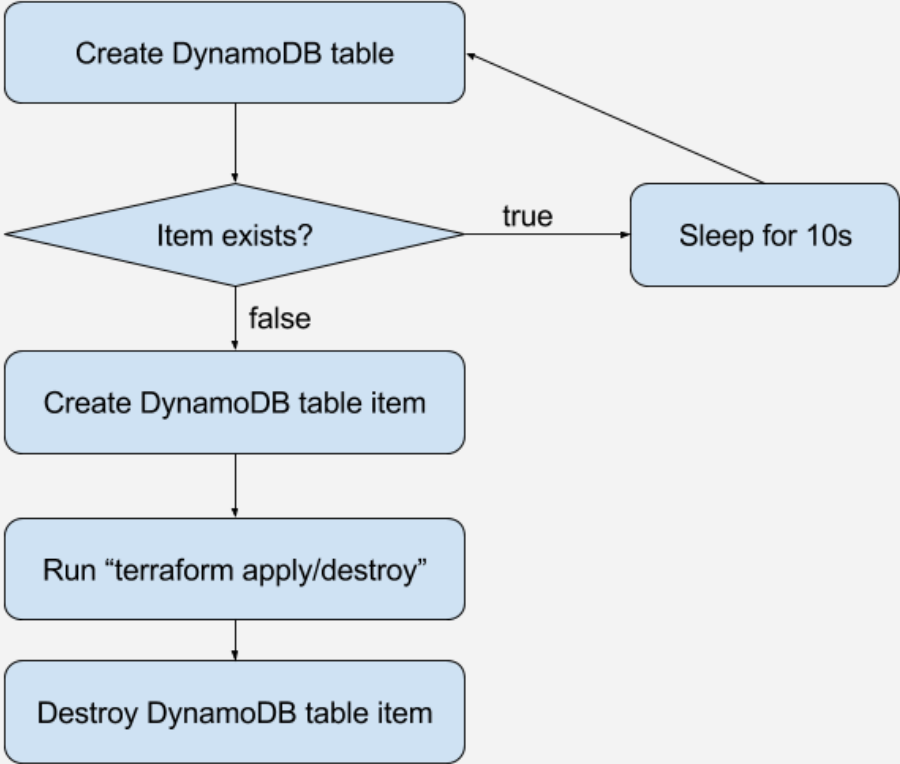 Create DynamoDB table
Item exists?
true
Sleep for 10s
false
Create DynamoDB table item
Run “terraform apply/destroy”
Destroy DynamoDB table item